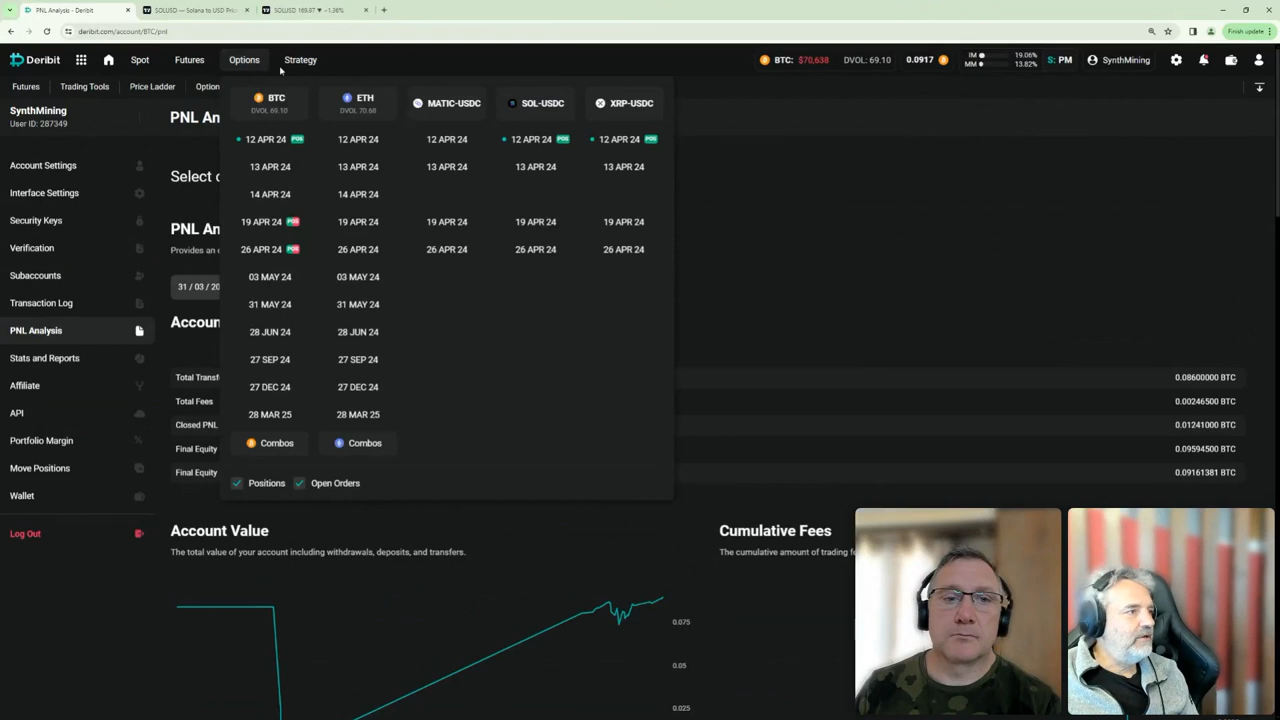 PNL Analysis - Deribit
SOLUSD — Solana to USD Pric
SOLUSD 169.87 ▼ −1.36%
deribit.com/account/BTC/pnl
Finish update
Deribit
Spot
Futures
Options
Strategy
BTC: $70,638
DVOL: 69.10
0.0917
IM 19.06%
MM 13.82%
S: PM
SynthMining
Futures
Trading Tools
Price Ladder
Option
SynthMining
User ID: 287349
Account Settings
Interface Settings
Security Keys
Verification
Subaccounts
Transaction Log
PNL Analysis
Stats and Reports
Affiliate
API
Portfolio Margin
Move Positions
Wallet
Log Out
PNL An
Select c
PNL An
Provides an e
31 / 03 / 20
Accoun
BTC
DVOL 69.10
ETH
DVOL 70.68
MATIC-USDC
SOL-USDC
XRP-USDC
12 APR 24 POS
12 APR 24
12 APR 24
12 APR 24 POS
12 APR 24 POS
13 APR 24
13 APR 24
13 APR 24
13 APR 24
13 APR 24
14 APR 24
14 APR 24
19 APR 24 POS
19 APR 24
19 APR 24
19 APR 24
19 APR 24
26 APR 24 POS
26 APR 24
26 APR 24
26 APR 24
26 APR 24
03 MAY 24
03 MAY 24
31 MAY 24
31 MAY 24
28 JUN 24
28 JUN 24
27 SEP 24
27 SEP 24
27 DEC 24
27 DEC 24
28 MAR 25
28 MAR 25
Combos
Combos
Positions
Open Orders
Total Transf
0.08600000 BTC
Total Fees
0.00246500 BTC
Closed PNL
0.01241000 BTC
Final Equity
0.09594500 BTC
Final Equity
0.09161381 BTC
Account Value
The total value of your account including withdrawals, deposits, and transfers.
0.075
0.05
0.025
Cumulative Fees
The cumulative amount of trading fe